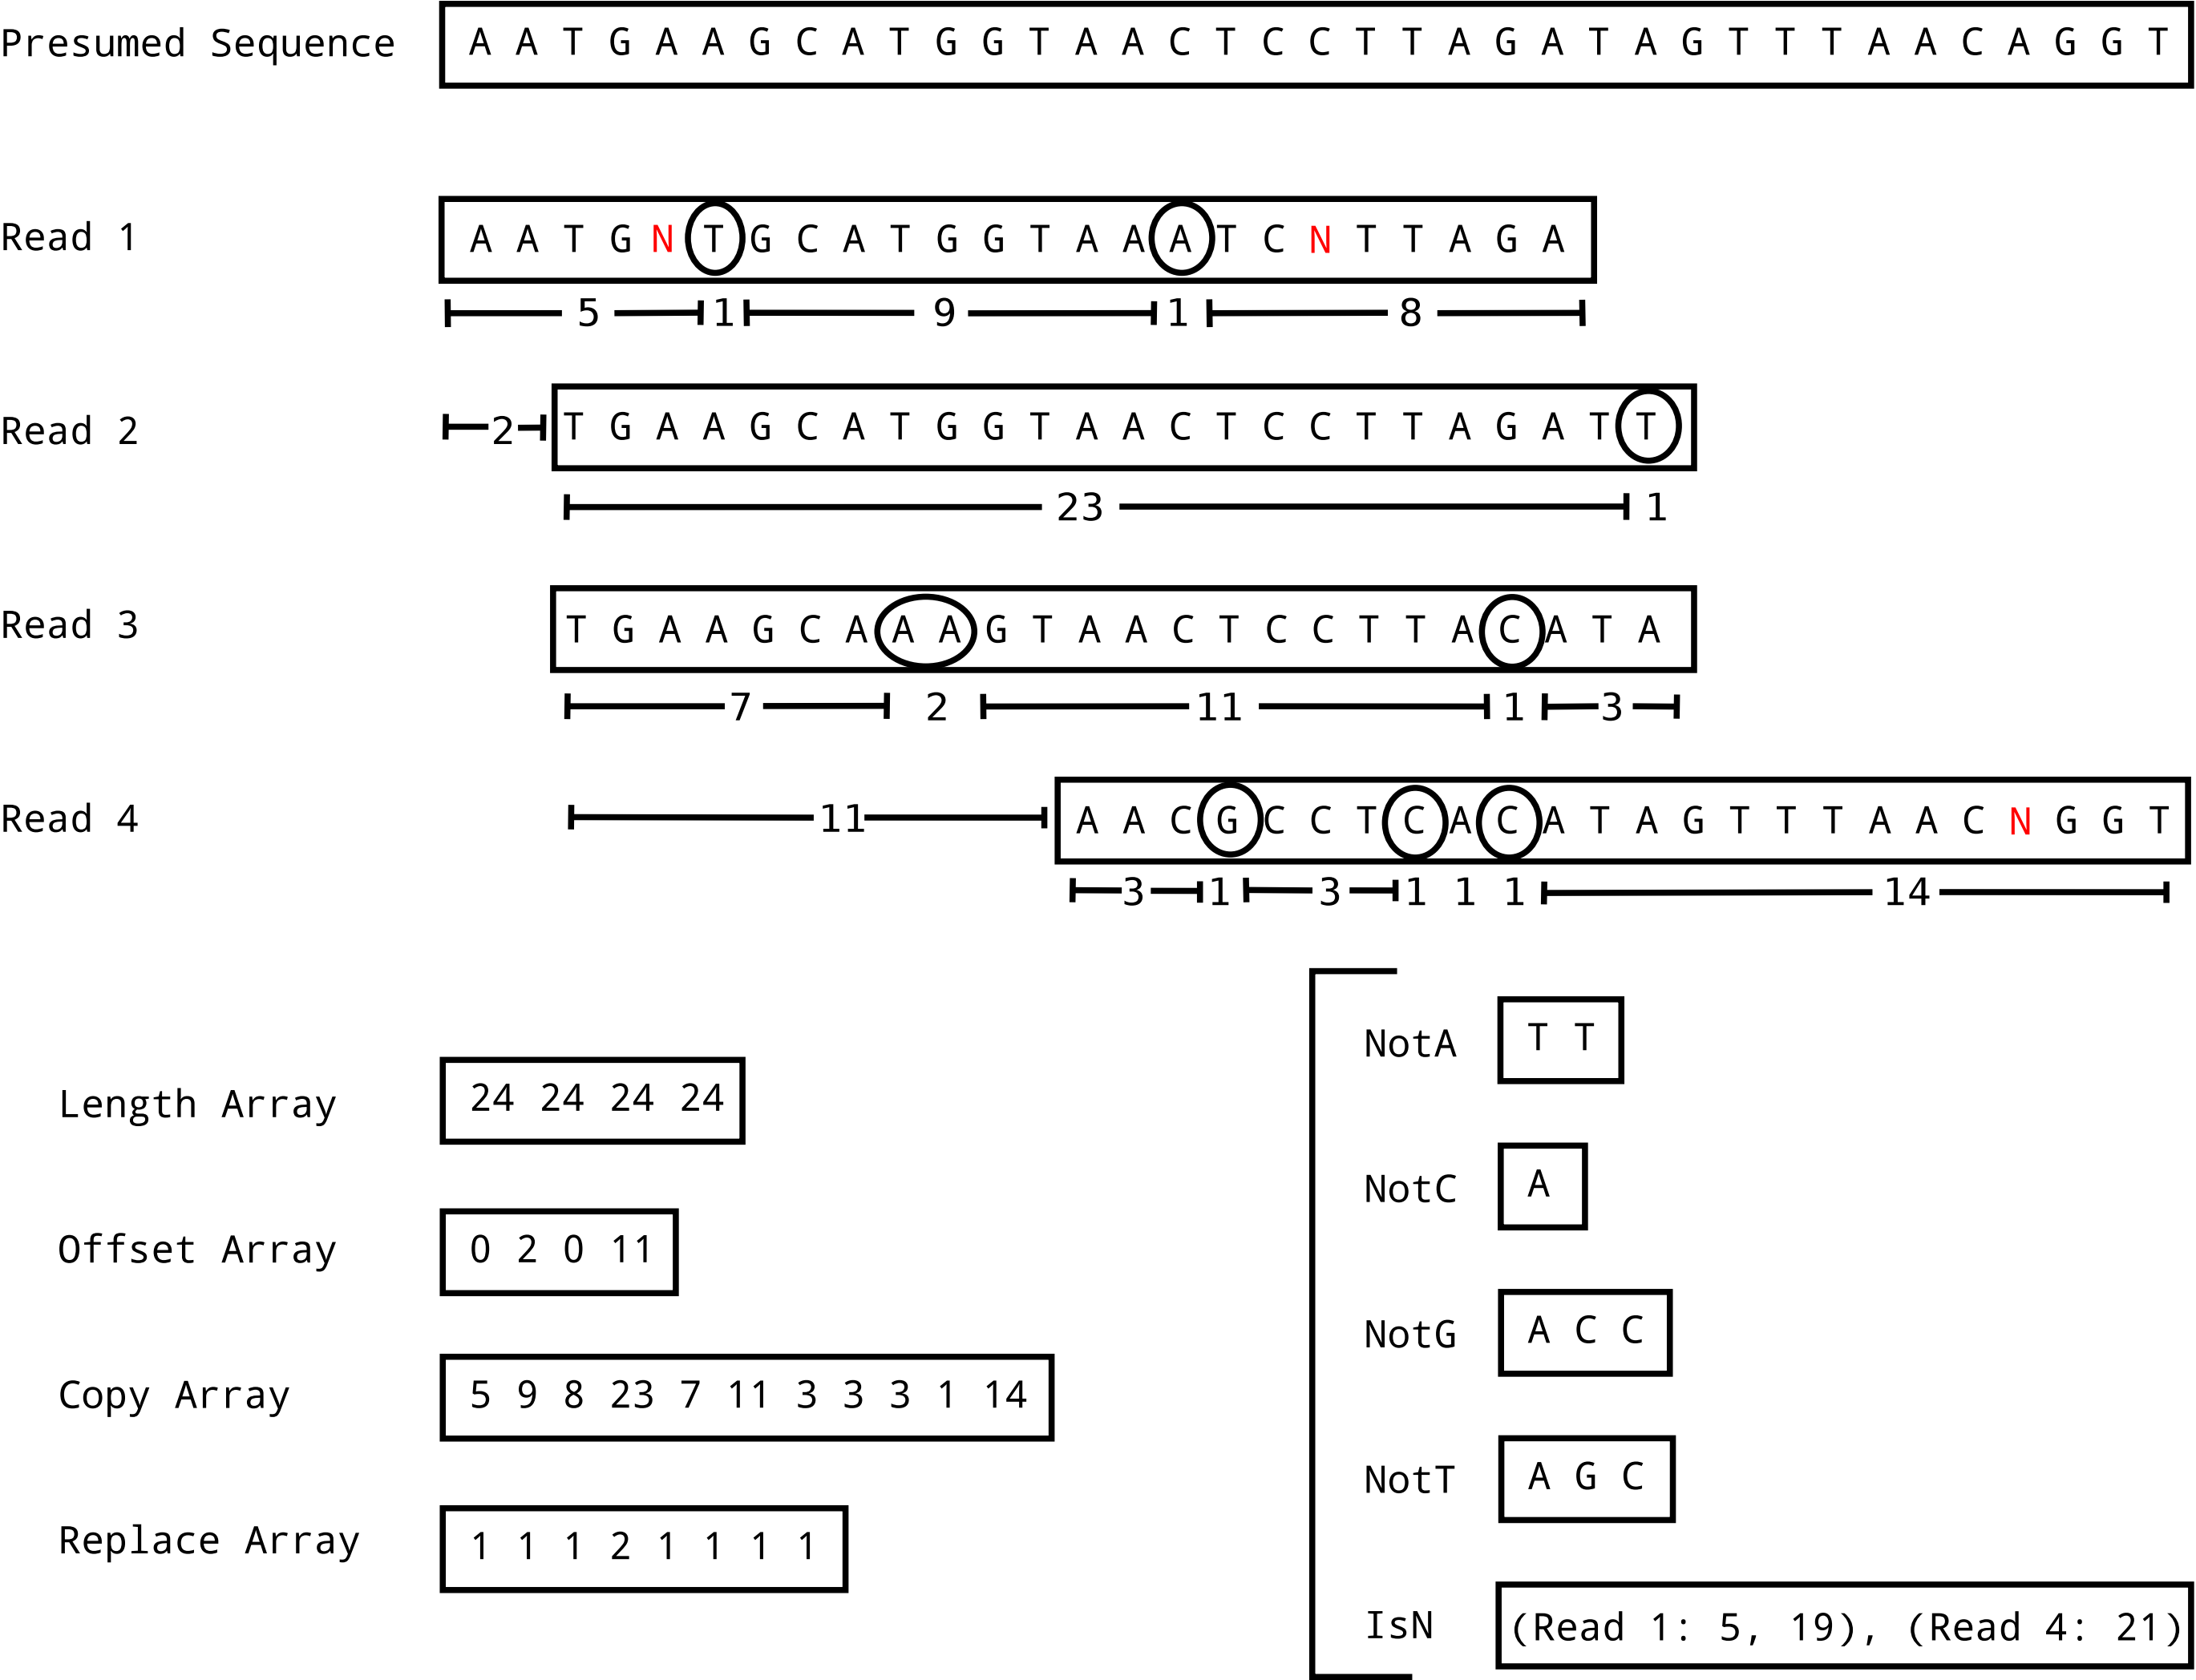 Presumed Sequence A A T G A A G C A T G G T A A C T C C T T A G A T A G T T T A A C A G G T
Read 1 A A T G N T G C A T G G T A A A T C N T T A G A
5 1 9 1 8
Read 2 2 T G A A G C A T G G T A A C T C C T T A G A T T
23 1
Read 3 T G A A G C A A A G T A A C T C C T T A C A T A
7 2 11 1 3
Read 4 11 A A C G C C T C A C A T A G T T T A A C N G G T
3 1 3 1 1 1 14
Length Array 24 24 24 24
Offset Array 0 2 0 11
Copy Array 5 9 8 23 7 11 3 3 3 1 14
Replace Array 1 1 1 2 1 1 1 1
NotA T T
NotC A
NotG A C C
NotT A G C
IsN (Read 1: 5, 19), (Read 4: 21)